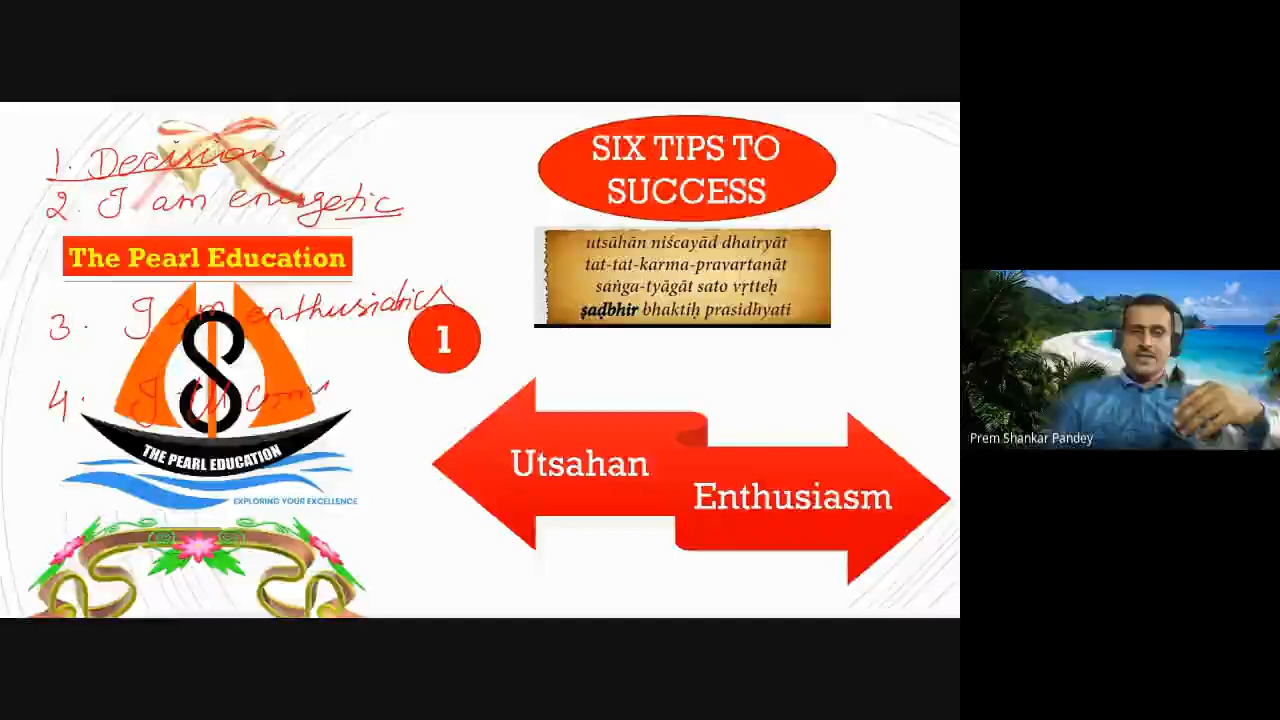 1. Decision
2. I am energetic
The Pearl Education
3. I am enthusiatics
4. I
THE PEARL EDUCATION
EXPLORING YOUR EXCELLENCE
SIX TIPS TO
SUCCESS
utsāhān niścayād dhairyāt
tat-tat-karma-pravartanāt
saṅga-tyāgāt sato vṛtteḥ
ṣaḍbhir bhaktiḥ prasidhyati
1
Utsahan
Enthusiasm
Prem Shankar Pandey